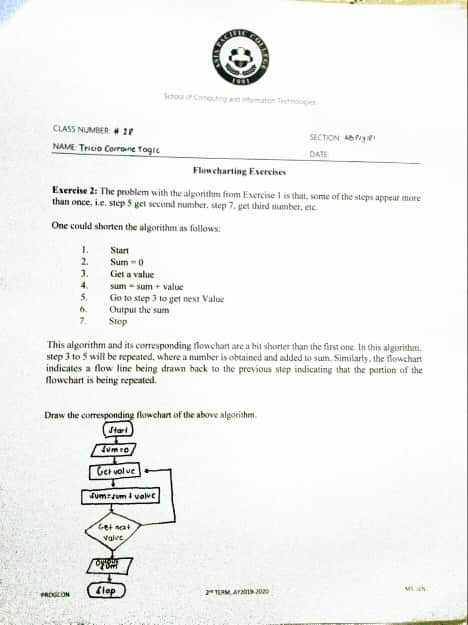 ASIA PACIFIC COLLEGE
1991
School of Computing and Information Technologies
CLASS NUMBER: # 28
SECTION:
NAME: Tricia Corraine Tagle
DATE:
Flowcharting Exercises
Exercise 2: The problem with the algorithm from Exercise 1 is that, some of the steps appear more
than once, i.e. step 5 get second number, step 7, get third number, etc.
One could shorten the algorithm as follows:
1. Start
2. Sum = 0
3. Get a value
4. sum = sum + value
5. Go to step 3 to get next Value
6. Output the sum
7. Stop
This algorithm and its corresponding flowchart are a bit shorter than the first one. In this algorithm,
step 3 to 5 will be repeated, where a number is obtained and added to sum. Similarly, the flowchart
indicates a flow line being drawn back to the previous step indicating that the portion of the
flowchart is being repeated.
Draw the corresponding flowchart of the above algorithm.
Start
Sum=0
Get value
sum=sum + value
Get next
value
Output
sum
Stop
PROGCON
2ND TERM, AY2019-2020